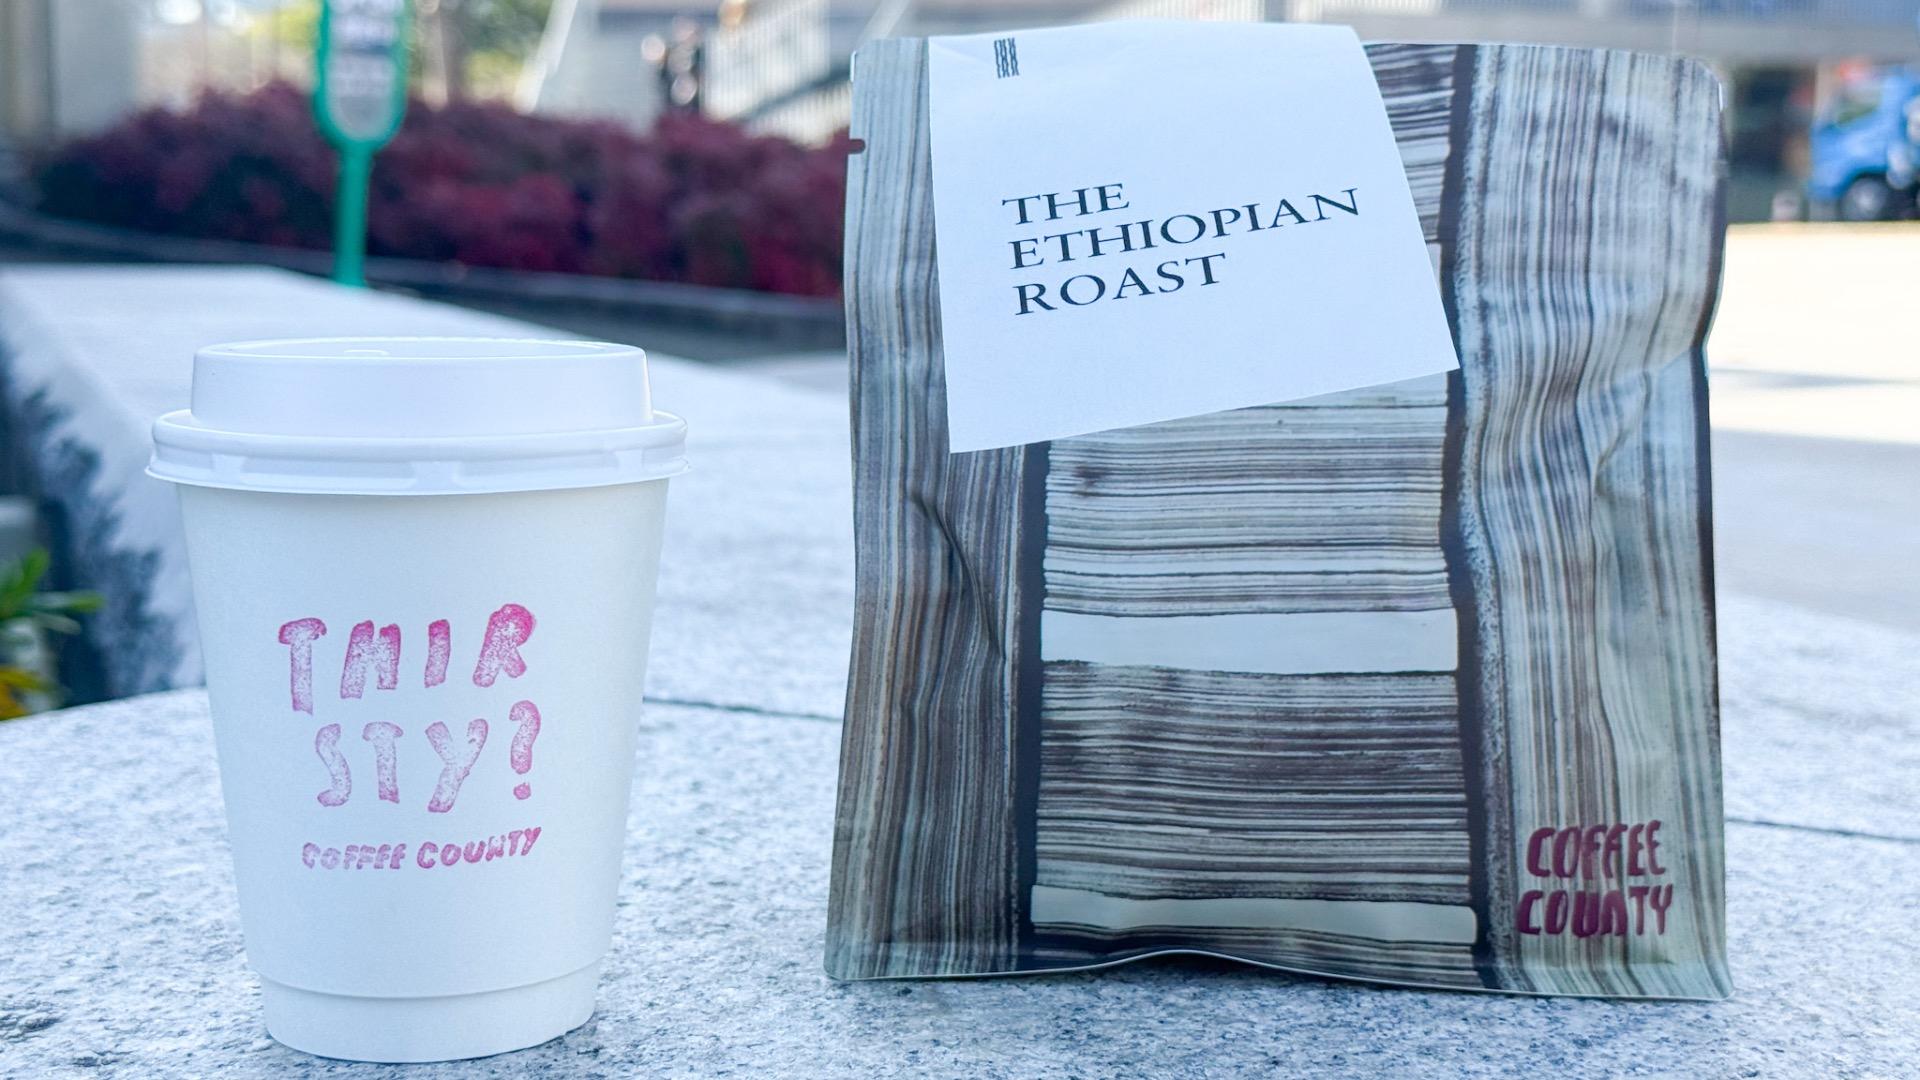 THIR
STY?
COFFEE COUNTY
THE
ETHIOPIAN
ROAST
COFFEE
COUNTY